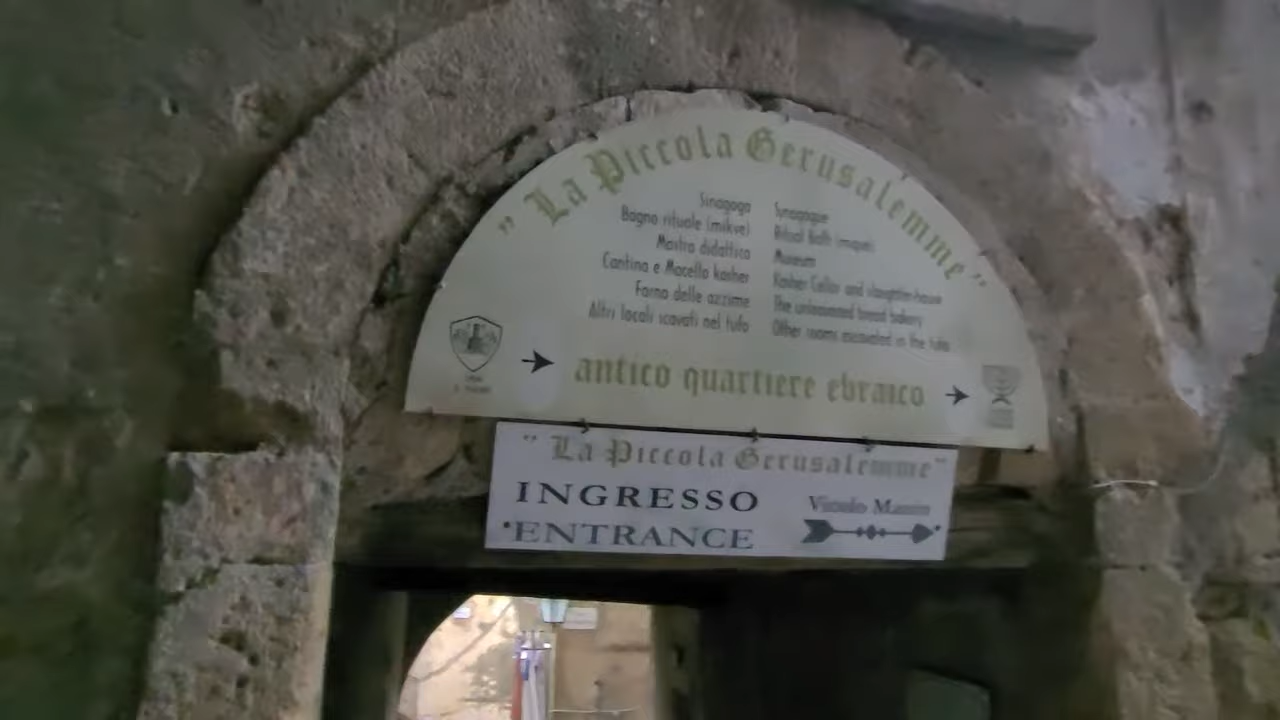 "La Piccola Gerusalemme"
Sinagoga Synagogue
Bagno rituale (mikve) Ritual Bath (miqwe)
Mostra didattica Museum
Cantina e Macello kosher Kosher Cellar and slaughter-house
Forno delle azzime The unleavened bread bakery
Altri locali scavati nel tufo Other rooms excavated in the tufa
antico quartiere ebraico
"La Piccola Gerusalemme"
INGRESSO Vicolo Manin
ENTRANCE